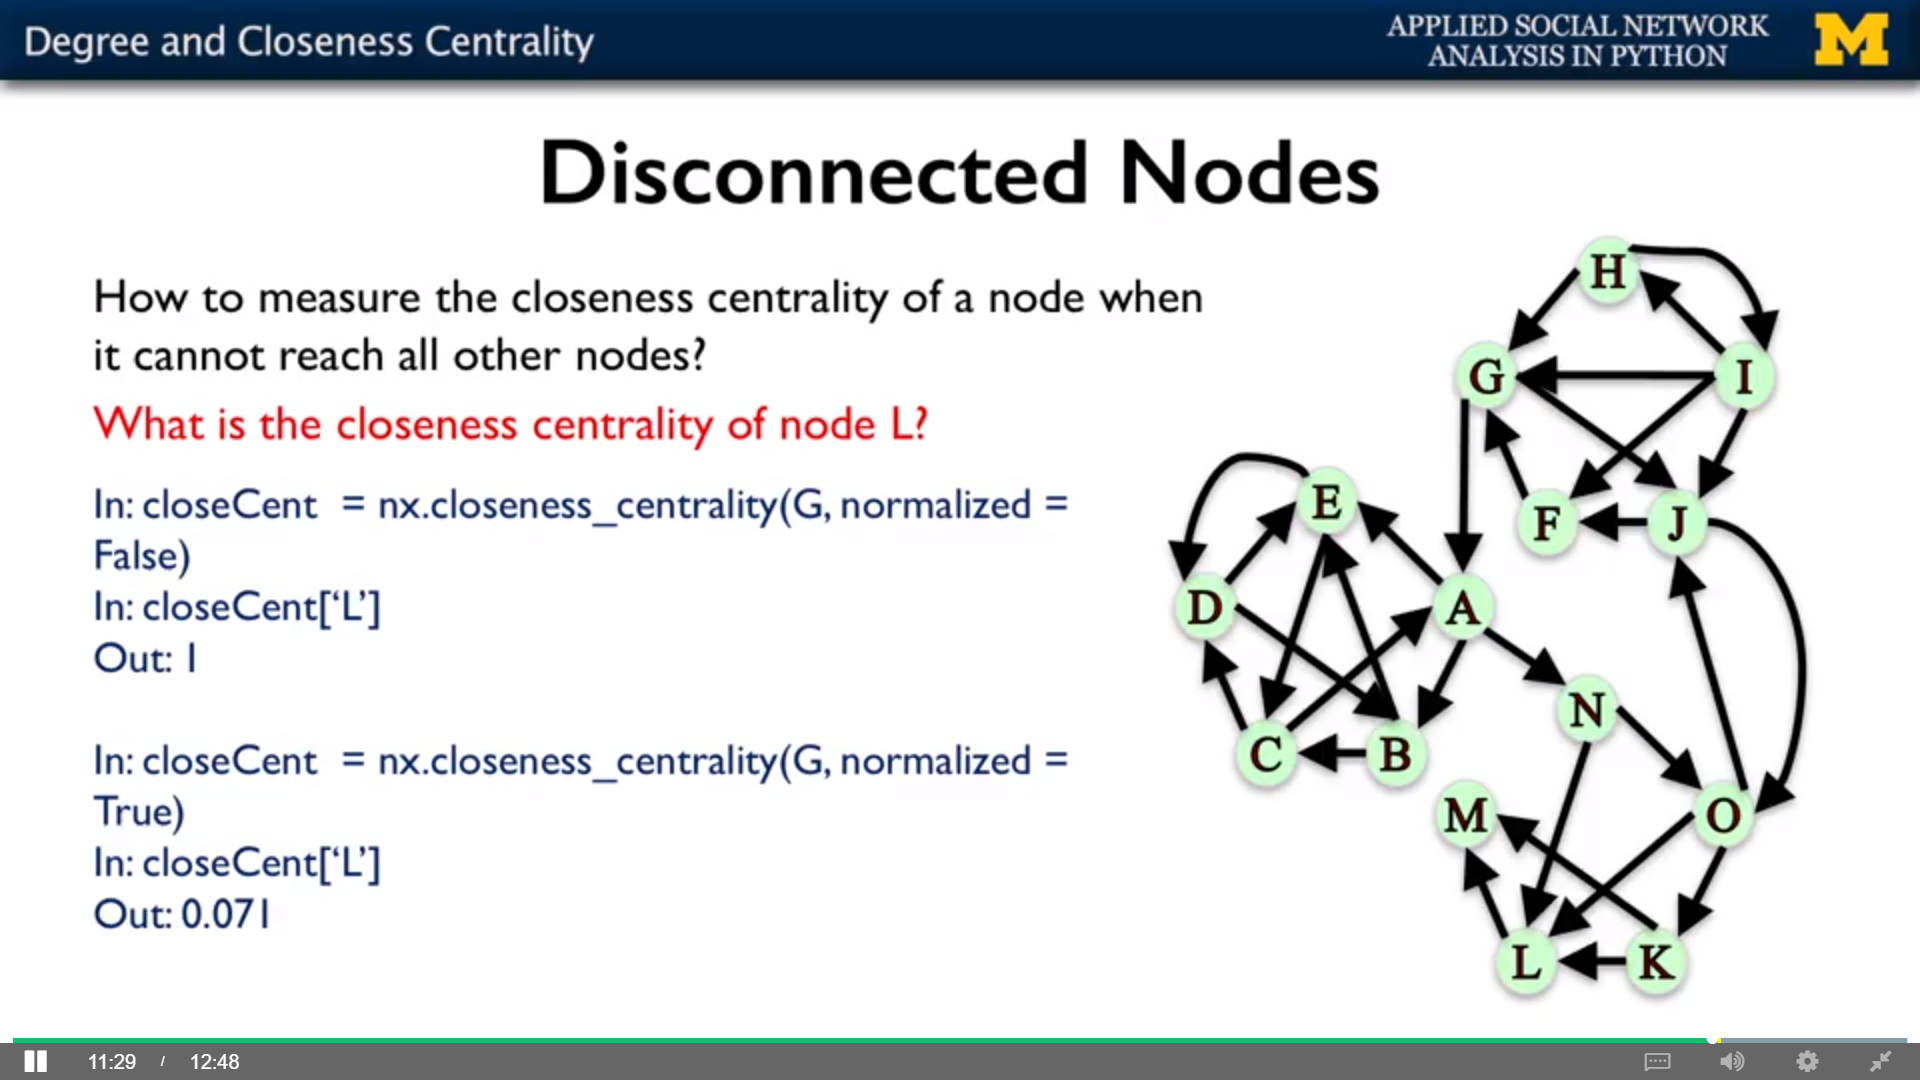 Degree and Closeness Centrality
APPLIED SOCIAL NETWORK
ANALYSIS IN PYTHON
M
Disconnected Nodes
How to measure the closeness centrality of a node when
it cannot reach all other nodes?
What is the closeness centrality of node L?
In: closeCent = nx.closeness_centrality(G, normalized =
False)
In: closeCent[‘L’]
Out: 1
In: closeCent = nx.closeness_centrality(G, normalized =
True)
In: closeCent[‘L’]
Out: 0.071
H
G
I
E
F
J
D
A
N
C
B
M
O
L
K
11:29 / 12:48